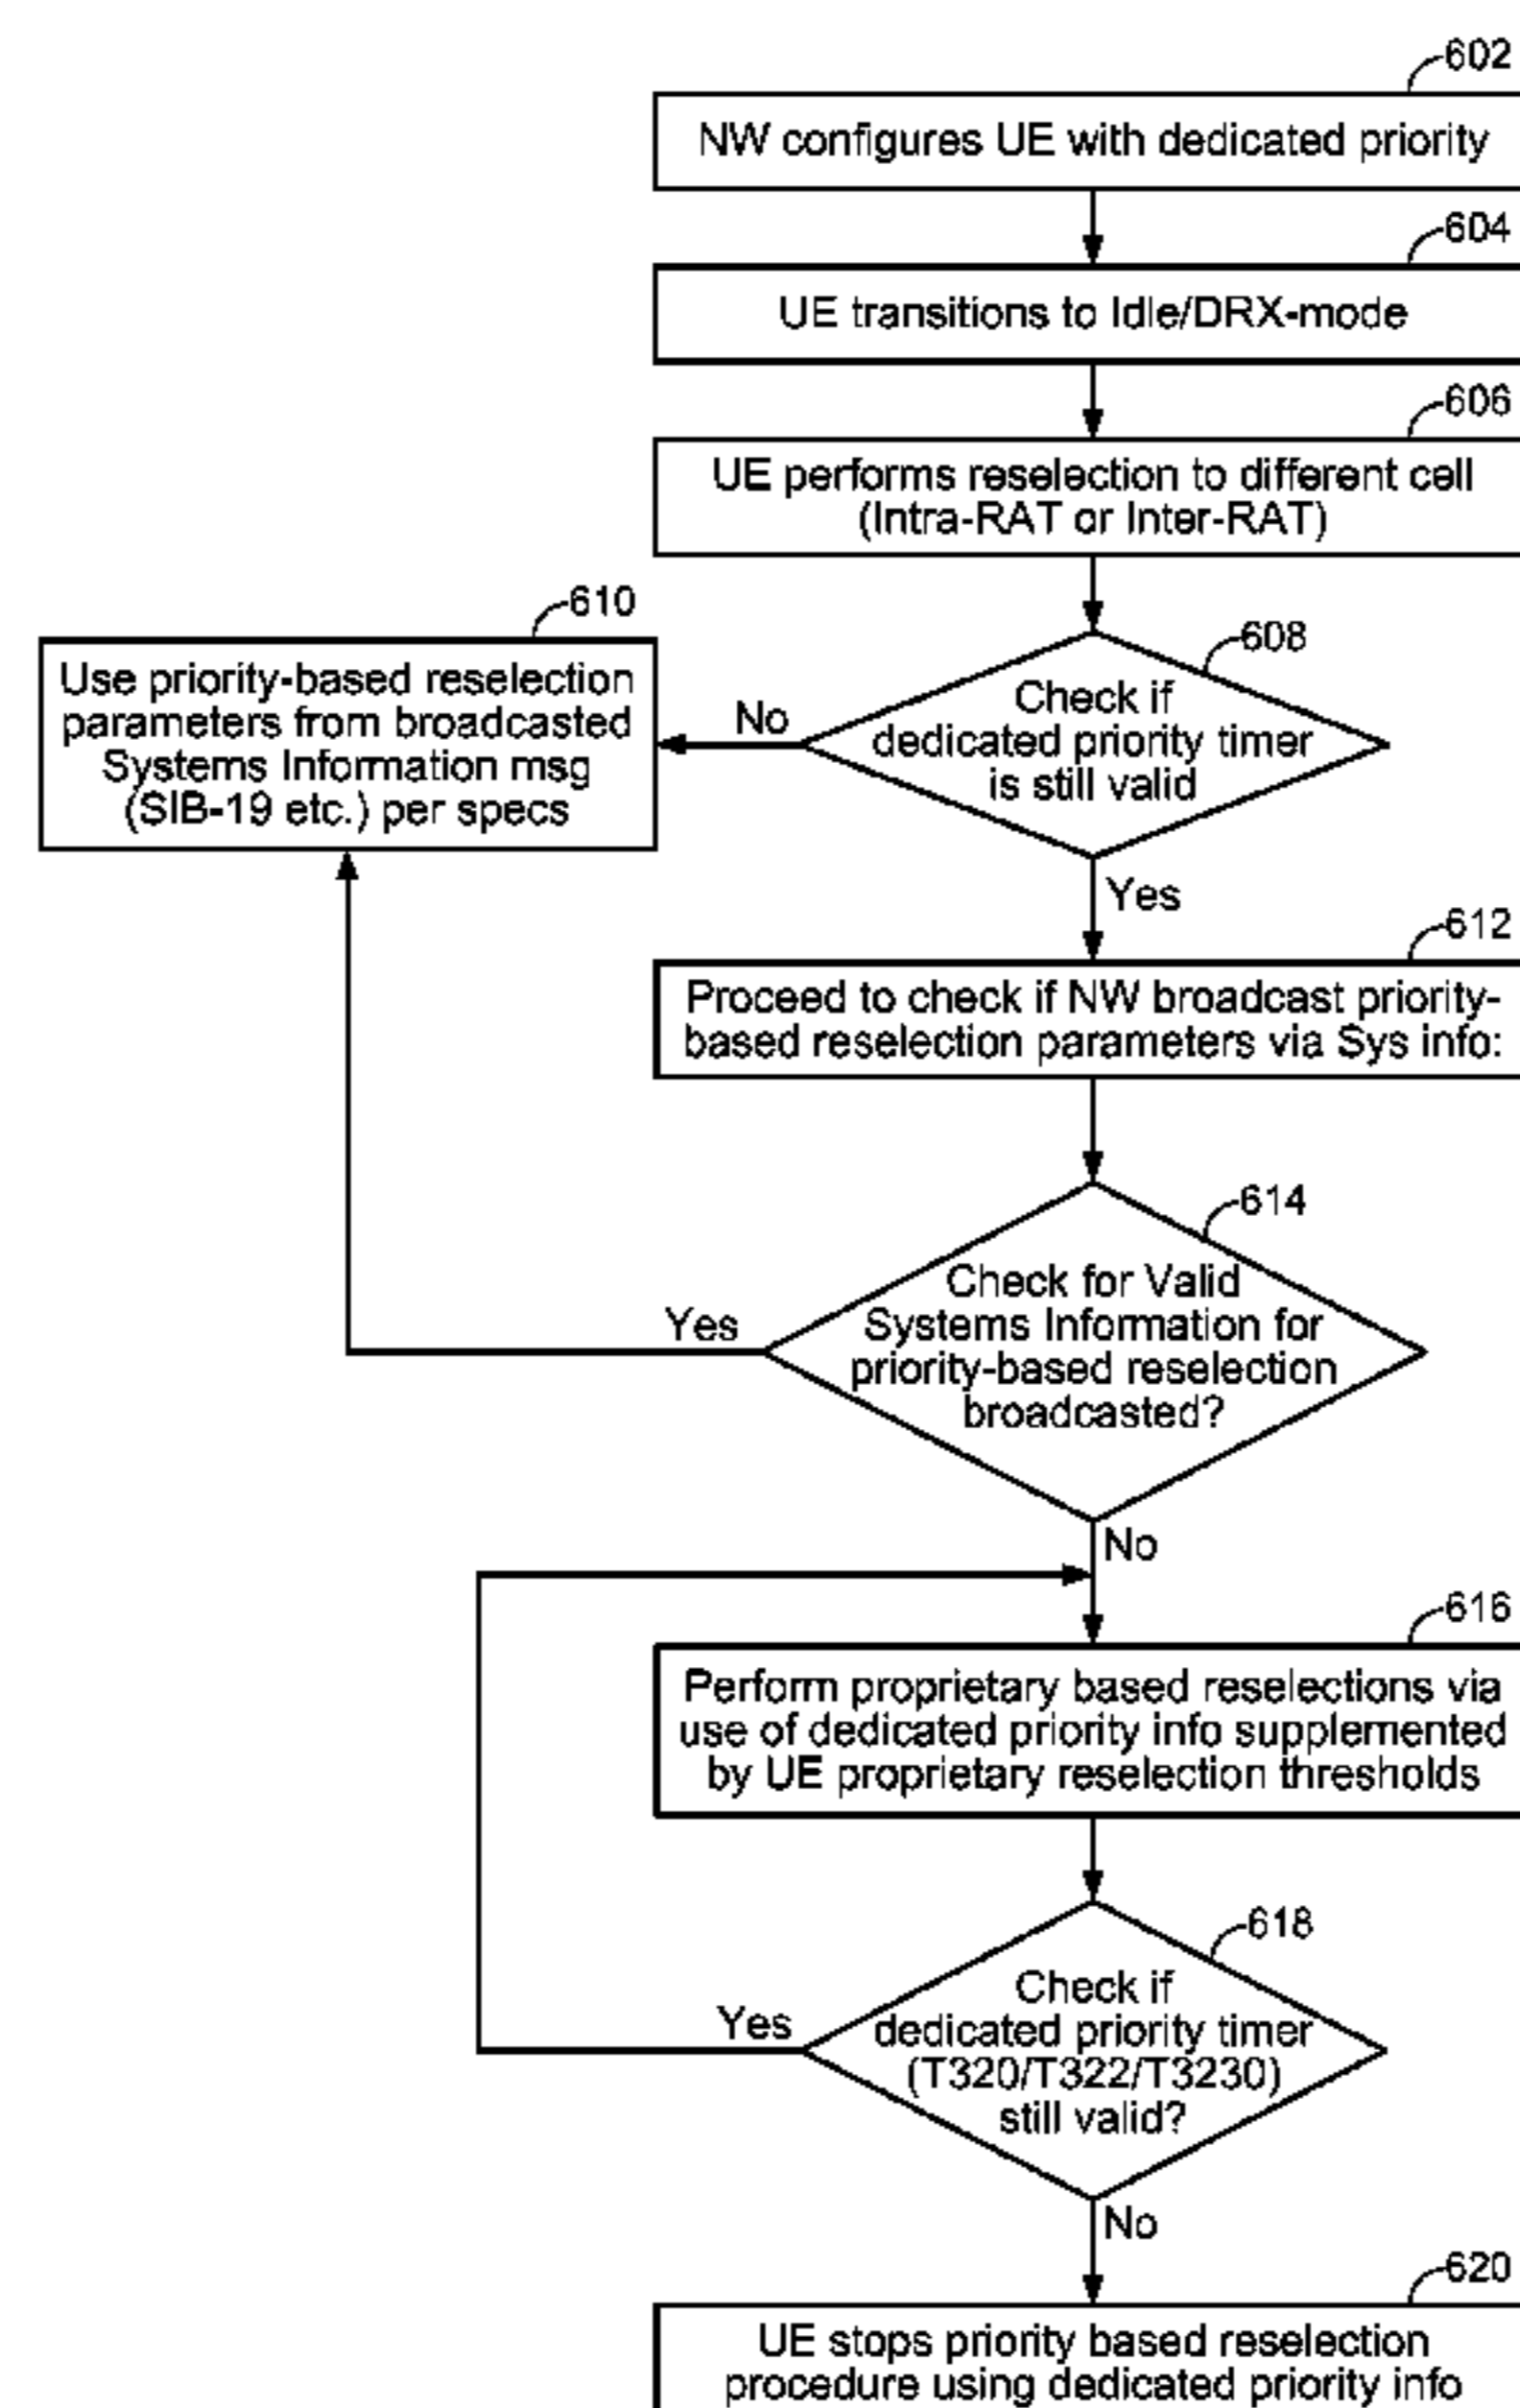 602
NW configures UE with dedicated priority
604
UE transitions to Idle/DRX-mode
606
UE performs reselection to different cell
(Intra-RAT or Inter-RAT)
610
Use priority-based reselection
parameters from broadcasted
Systems Information msg
(SIB-19 etc.) per specs
No
608
Check if
dedicated priority timer
is still valid
Yes
612
Proceed to check if NW broadcast priority-
based reselection parameters via Sys info:
614
Check for Valid
Systems Information for
priority-based reselection
broadcasted?
Yes
No
616
Perform proprietary based reselections via
use of dedicated priority info supplemented
by UE proprietary reselection thresholds
618
Check if
dedicated priority timer
(T320/T322/T3230)
still valid?
Yes
No
620
UE stops priority based reselection
procedure using dedicated priority info